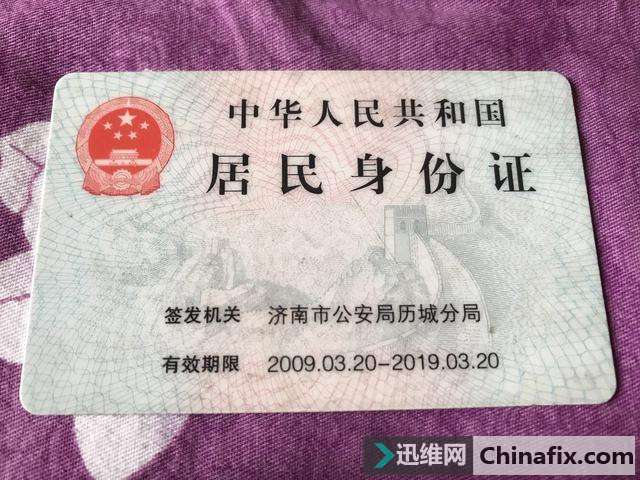 中华人民共和国
居民身份证
签发机关 济南市公安局历城分局
有效期限 2009.03.20-2019.03.20
迅维网 Chinafix.com